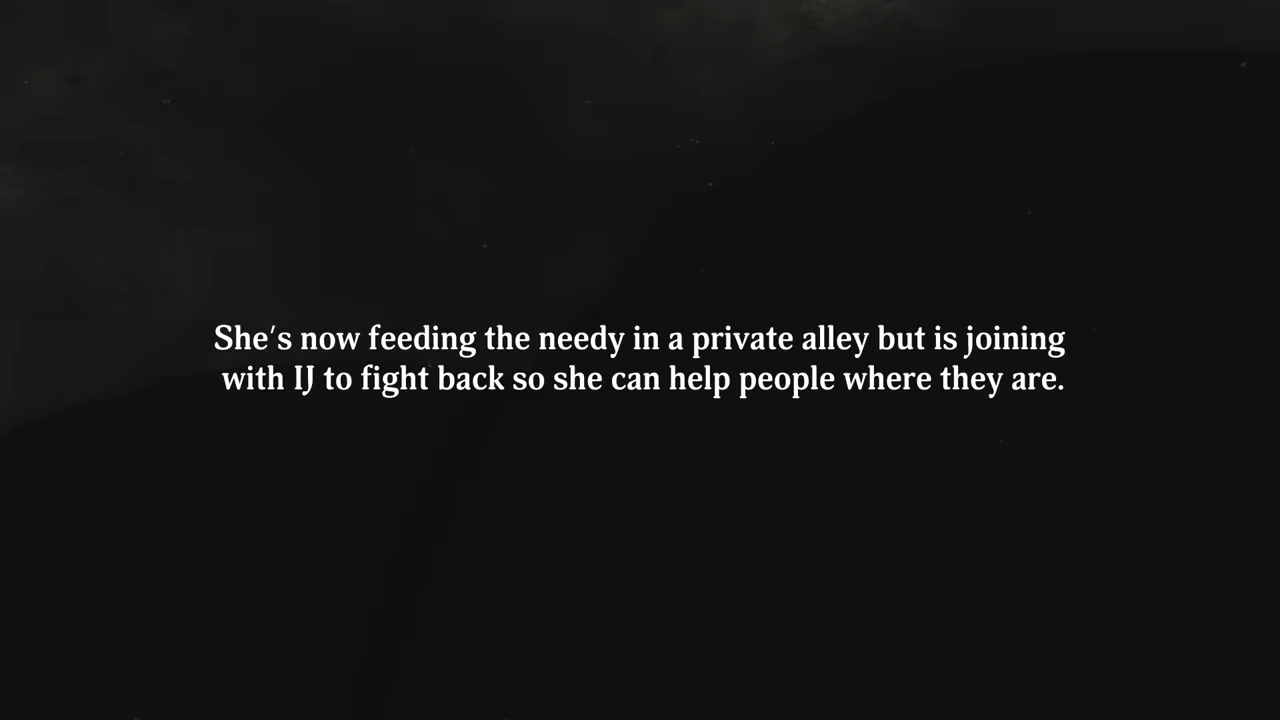 She's now feeding the needy in a private alley but is joining
with IJ to fight back so she can help people where they are.